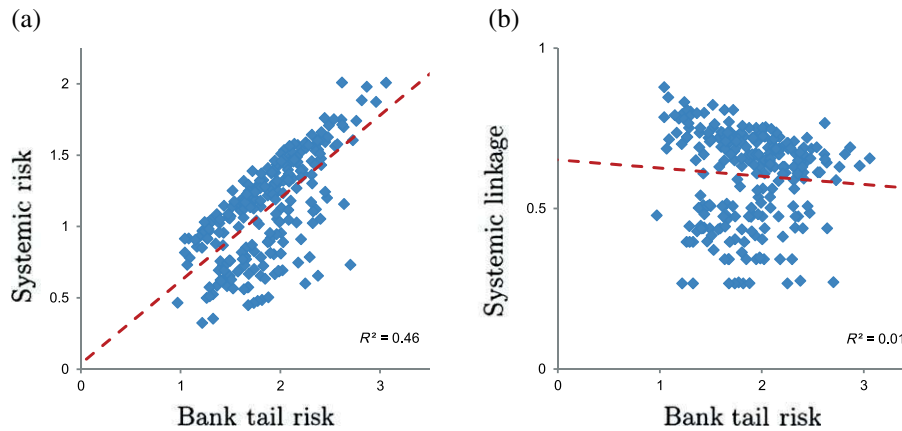 (a)
Systemic risk
2
1.5
1
0.5
0
0
1
2
3
R² = 0.46
Bank tail risk
(b)
Systemic linkage
1
0.5
0
0
1
2
3
R² = 0.01
Bank tail risk